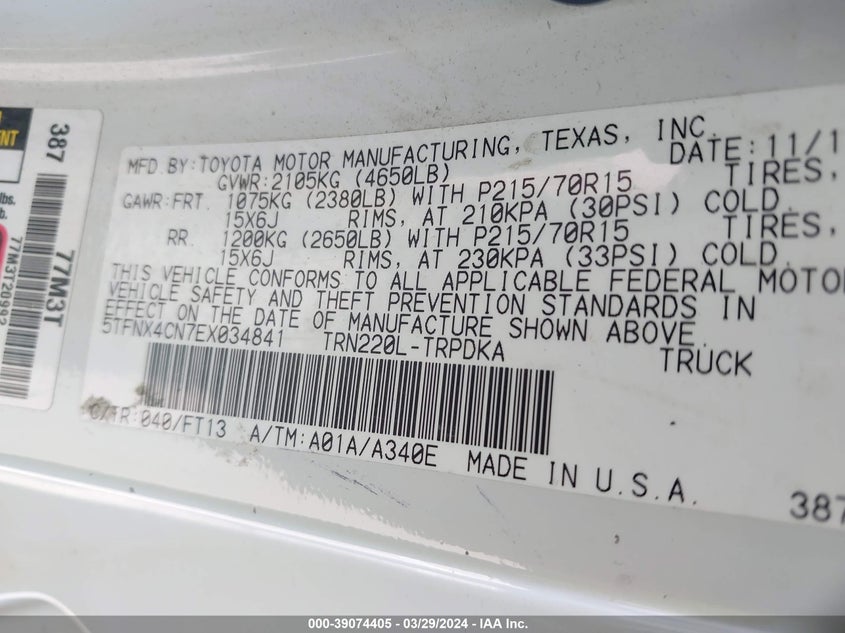 MFD.BY:TOYOTA MOTOR MANUFACTURING, TEXAS, INC.
DATE:11/1
GVWR:2105KG (4650LB)
GAWR:FRT. 1075KG (2380LB) WITH P215/70R15 TIRES,
15X6J RIMS, AT 210KPA (30PSI) COLD.
RR. 1200KG (2650LB) WITH P215/70R15 TIRES,
15X6J RIMS, AT 230KPA (33PSI) COLD.
THIS VEHICLE CONFORMS TO ALL APPLICABLE FEDERAL MOTOR
VEHICLE SAFETY AND THEFT PREVENTION STANDARDS IN
EFFECT ON THE DATE OF MANUFACTURE SHOWN ABOVE.
5TFNX4CN7EX034841 TRN220L-TRPDKA TRUCK
C/TR:040/FT13 A/TM:A01A/A340E MADE IN U.S.A.
387
387
77M3T
77M3T20992
lbs.
b.
000-39074405 - 03/29/2024 - IAA Inc.